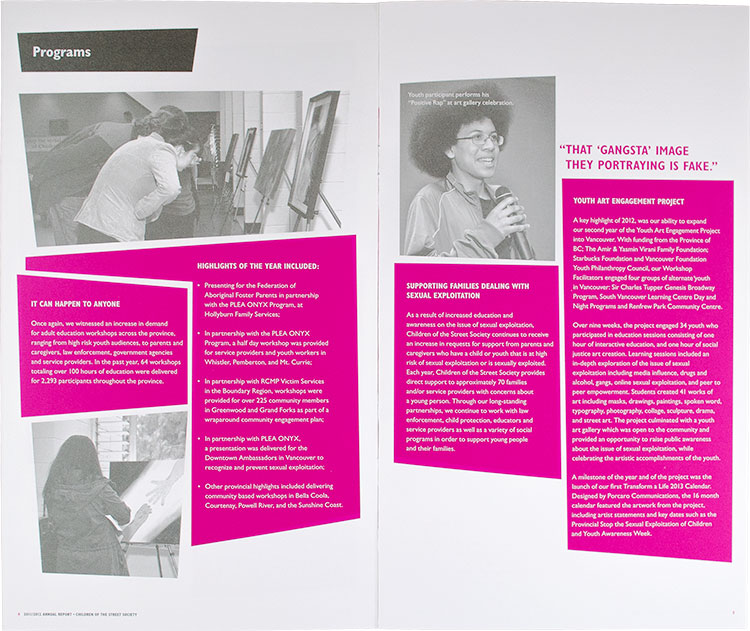 Programs
IT CAN HAPPEN TO ANYONE
Once again, we witnessed an increase in demand
for adult education workshops across the province,
ranging from high risk youth audiences, to parents and
caregivers, law enforcement, government agencies
and service providers. In the past year, 64 workshops
totaling over 100 hours of education were delivered
for 2,293 participants throughout the province.
HIGHLIGHTS OF THE YEAR INCLUDED:
• Presenting for the Federation of
Aboriginal Foster Parents in partnership
with the PLEA ONYX Program, at
Hollyburn Family Services;
• In partnership with the PLEA ONYX
Program, a half day workshop was provided
for service providers and youth workers in
Whistler, Pemberton, and Mt. Currie;
• In partnership with RCMP Victim Services
in the Boundary Region, workshops were
provided for over 225 community members
in Greenwood and Grand Forks as part of a
wraparound community engagement plan;
• In partnership with PLEA ONYX,
a presentation was delivered for the
Downtown Ambassadors in Vancouver to
recognize and prevent sexual exploitation;
• Other provincial highlights included delivering
community based workshops in Bella Coola,
Courtenay, Powell River, and the Sunshine Coast.
4 2012/2013 ANNUAL REPORT • CHILDREN OF THE STREET SOCIETY
Youth participant performs his
"Positive Rap" at art gallery celebration.
SUPPORTING FAMILIES DEALING WITH
SEXUAL EXPLOITATION
As a result of increased education and
awareness on the issue of sexual exploitation,
Children of the Street Society continues to receive
an increase in requests for support from parents and
caregivers who have a child or youth that is at high
risk of sexual exploitation or is sexually exploited.
Each year, Children of the Street Society provides
direct support to approximately 70 families
and/or service providers with concerns about
a young person. Through our long-standing
partnerships, we continue to work with law
enforcement, child protection, educators and
service providers as well as a variety of social
programs in order to support young people
and their families.
"THAT 'GANGSTA' IMAGE
THEY PORTRAYING IS FAKE."
YOUTH ART ENGAGEMENT PROJECT
A key highlight of 2012, was our ability to expand
our second year of the Youth Art Engagement Project
into Vancouver. With funding from the Province of
BC; The Amir & Yasmin Virani Family Foundation;
Starbucks Foundation and Vancouver Foundation
Youth Philanthropy Council, our Workshop
Facilitators engaged four groups of alternate youth
in Vancouver: Sir Charles Tupper Genesis Broadway
Program, South Vancouver Learning Centre Day and
Night Programs and Renfrew Park Community Centre.
Over nine weeks, the project engaged 34 youth who
participated in education sessions consisting of one
hour of interactive education, and one hour of social
justice art creation. Learning sessions included an
in-depth exploration of the issue of sexual
exploitation including media influence, drugs and
alcohol, gangs, online sexual exploitation, and peer to
peer empowerment. Students created 41 works of
art including masks, drawings, paintings, spoken word,
typography, photography, collage, sculpture, drama,
and street art. The project culminated with a youth
art gallery which was open to the community and
provided an opportunity to raise public awareness
about the issue of sexual exploitation, while
celebrating the artistic accomplishments of the youth.
A milestone of the year and of the project was the
launch of our first Transform a Life 2013 Calendar.
Designed by Porcaro Communications, the 16 month
calendar featured the artwork from the project,
including artist statements and key dates such as the
Provincial Stop the Sexual Exploitation of Children
and Youth Awareness Week.